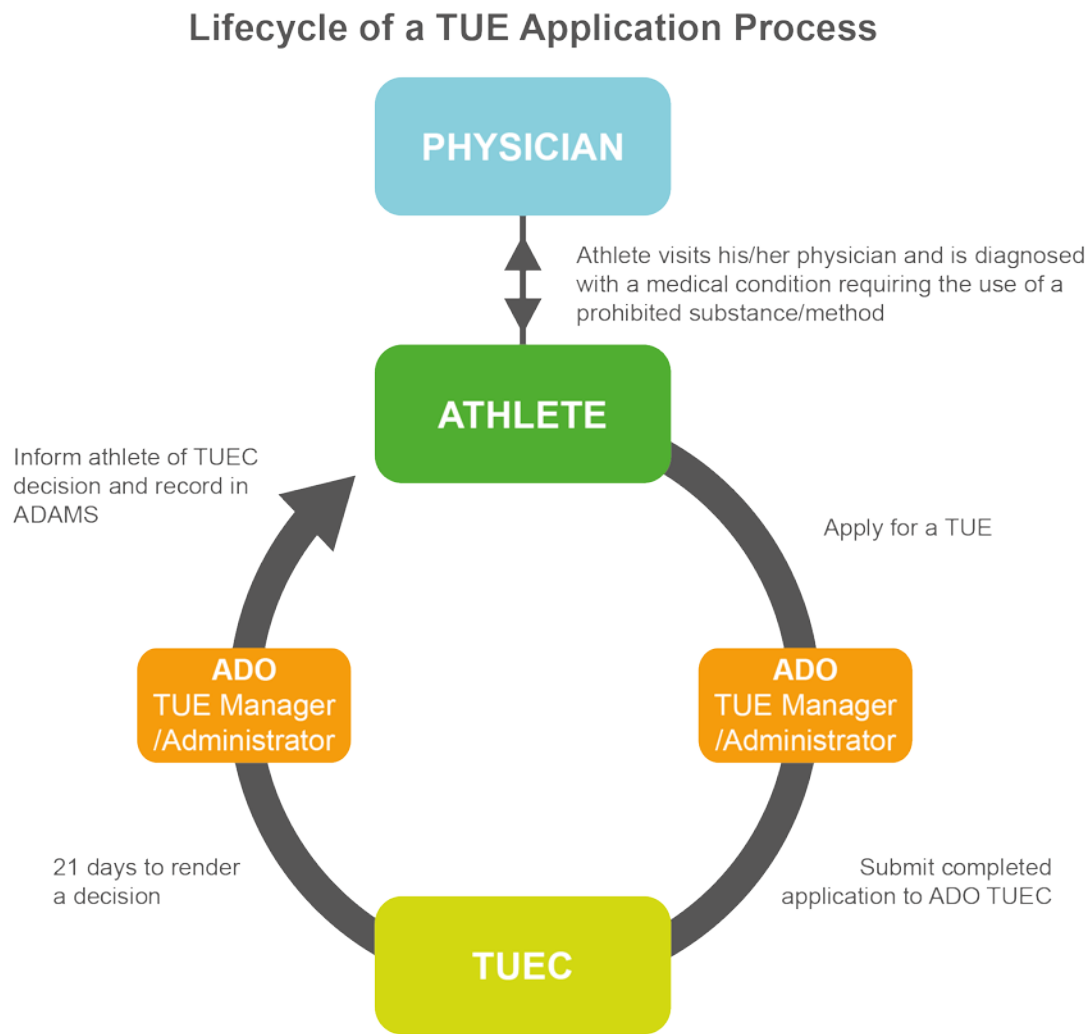 Lifecycle of a TUE Application Process
PHYSICIAN
Athlete visits his/her physician and is diagnosed
with a medical condition requiring the use of a
prohibited substance/method
ATHLETE
Inform athlete of TUEC
decision and record in
ADAMS
Apply for a TUE
ADO
TUE Manager
/Administrator
ADO
TUE Manager
/Administrator
21 days to render
a decision
Submit completed
application to ADO TUEC
TUEC